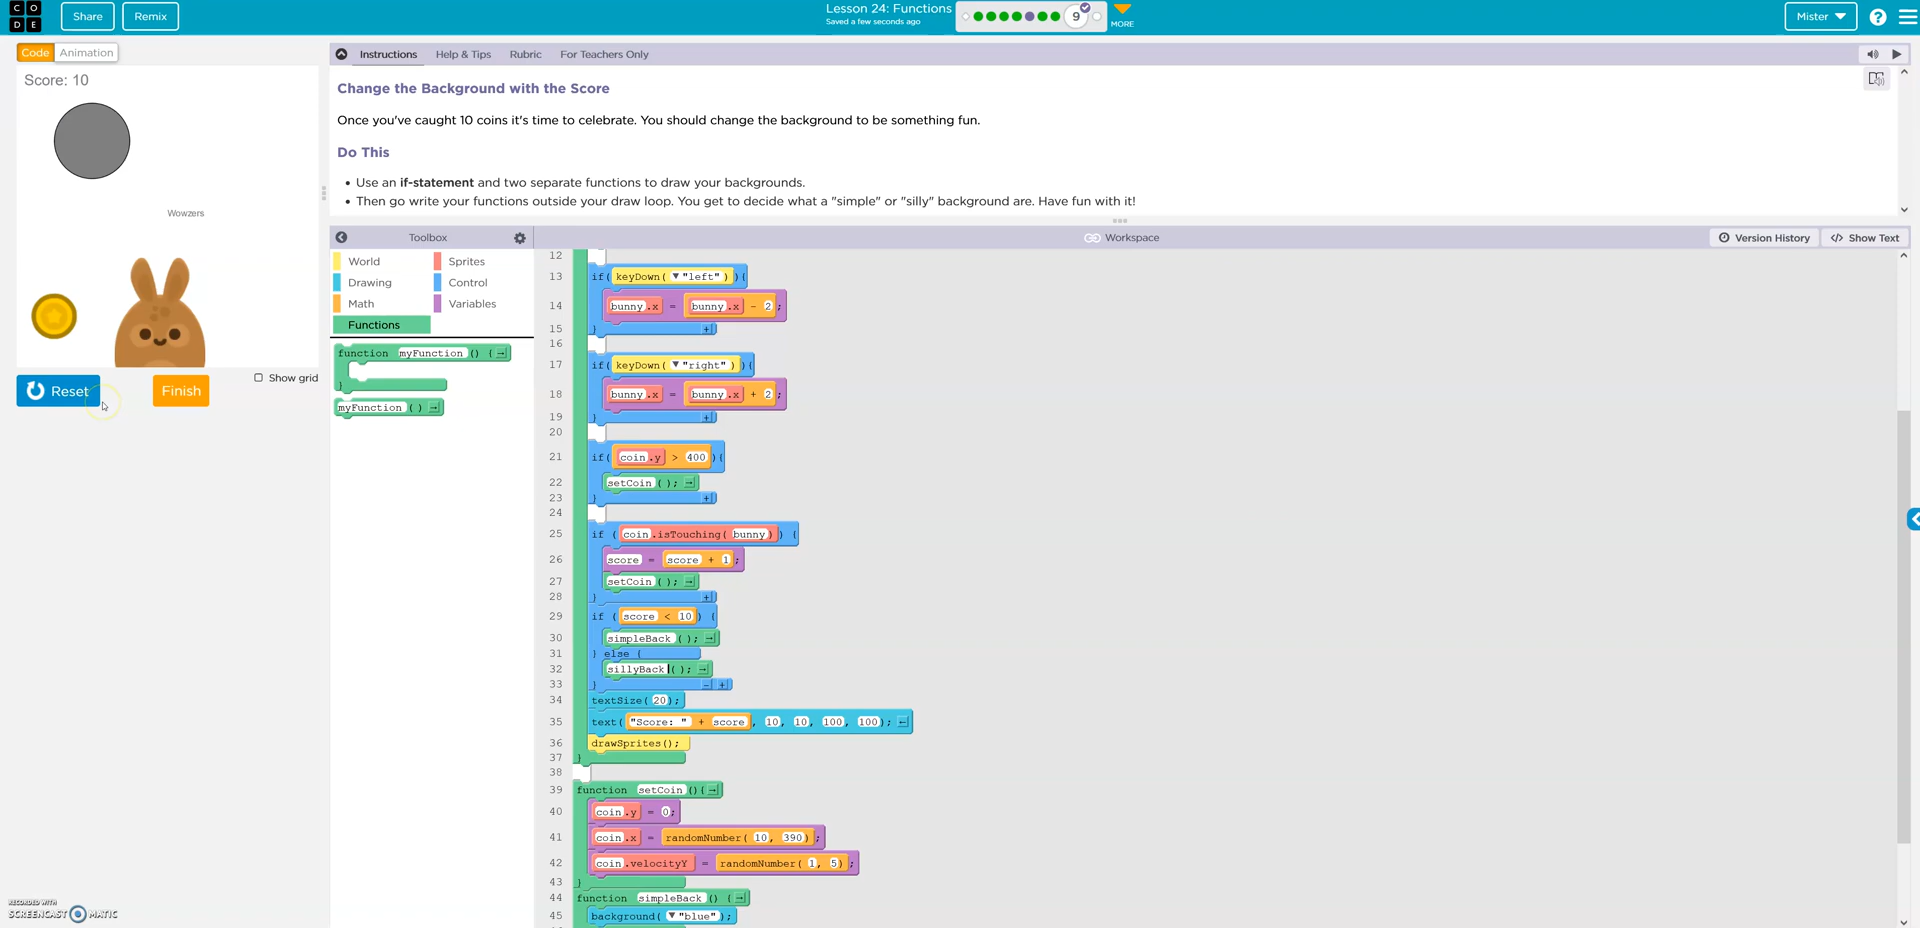 C O
D E
Share
Remix
Lesson 24: Functions
Saved a few seconds ago
9
MORE
Mister
?
Code
Animation
Score: 10
Wowzers
Reset
Finish
Show grid
Instructions
Help & Tips
Rubric
For Teachers Only
Change the Background with the Score
Once you've caught 10 coins it's time to celebrate. You should change the background to be something fun.
Do This
Use an if-statement and two separate functions to draw your backgrounds.
Then go write your functions outside your draw loop. You get to decide what a "simple" or "silly" background are. Have fun with it!
Toolbox
Workspace
Version History
</> Show Text
World
Sprites
Drawing
Control
Math
Variables
Functions
function myFunction () {
}
myFunction ()
12
13 if( keyDown( "left" ) ){
14 bunny.x = bunny.x - 2;
15 }
16
17 if( keyDown( "right" ) ){
18 bunny.x = bunny.x + 2;
19 }
20
21 if( coin.y > 400 ){
22 setCoin ();
23 }
24
25 if ( coin.isTouching( bunny ) ) {
26 score = score + 1;
27 setCoin ();
28 }
29 if ( score < 10 ) {
30 simpleBack ();
31 } else {
32 sillyBack ();
33 }
34 textSize( 20 );
35 text( "Score: " + score, 10, 10, 100, 100);
36 drawSprites();
37 }
38
39 function setCoin (){
40 coin.y = 0;
41 coin.x = randomNumber( 10, 390) ;
42 coin.velocityY = randomNumber( 1, 5) ;
43 }
44 function simpleBack () {
45 background( "blue");
RECORDED WITH
SCREENCAST MATIC